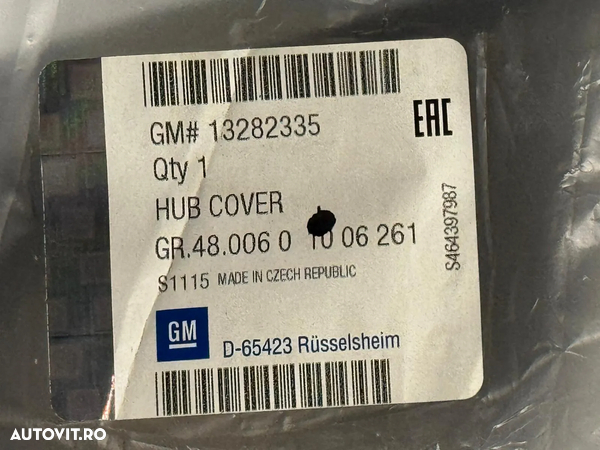 GM# 13282335
EAC
Qty 1
HUB COVER
GR.48.006 0 10 06 261
S1115 MADE IN CZECH REPUBLIC
S464397987
GM
D-65423 Rüsselsheim
AUTOVIT.RO